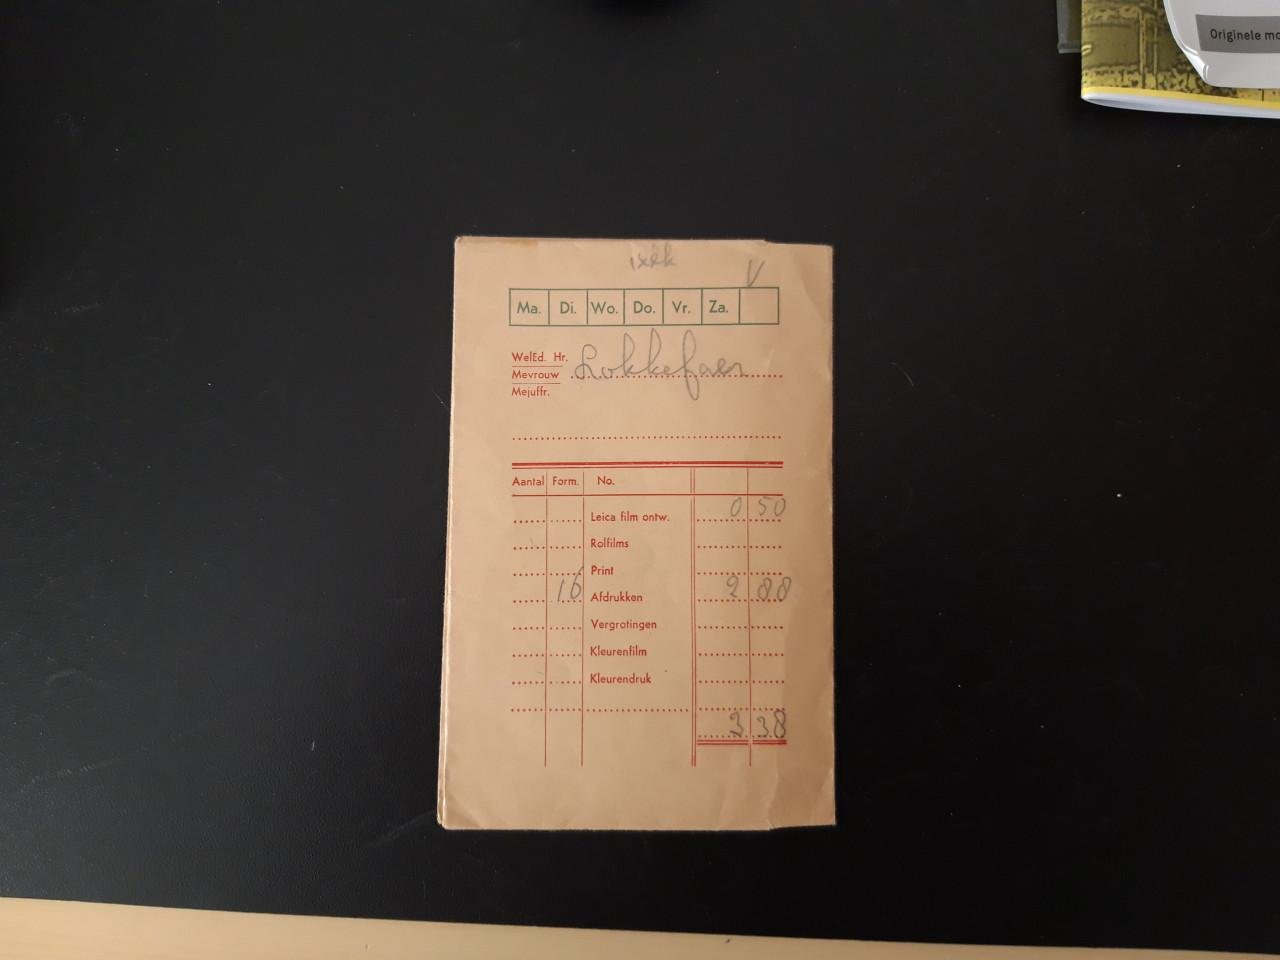 Originele mo
V
Ma. Di. Wo. Do. Vr. Za.
WelEd. Hr.
Mevrouw Lokkefaer
Mejuffr.
Aantal Form. No.
Leica film ontw. 0 50
Rolfilms
Print
16 Afdrukken 2 88
Vergrotingen
Kleurenfilm
Kleurendruk
3 38